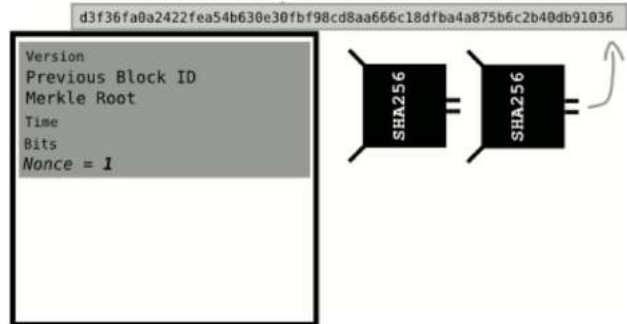 d3f36fa0a2422fea54b630e30fbf98cd8aa666c18dfba4a875b6c2b40db91036
Version
Previous Block ID
Merkle Root
Time
Bits
Nonce = 1
SHA256
SHA256